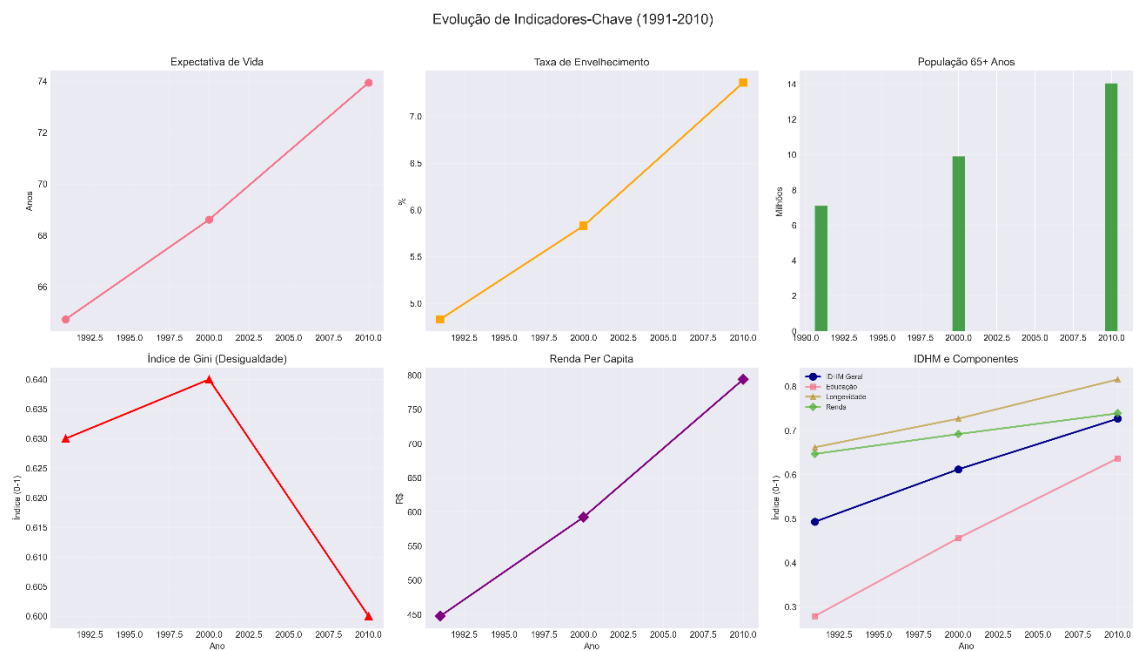 Evolução de Indicadores-Chave (1991-2010)
Expectativa de Vida
Anos
74
72
70
68
66
1992.5 1995.0 1997.5 2000.0 2002.5 2005.0 2007.5 2010.0
Taxa de Envelhecimento
%
7.0
6.5
6.0
5.5
5.0
1992.5 1995.0 1997.5 2000.0 2002.5 2005.0 2007.5 2010.0
População 65+ Anos
Milhões
14
12
10
8
6
4
2
0
1990.0 1992.5 1995.0 1997.5 2000.0 2002.5 2005.0 2007.5 2010.0
Índice de Gini (Desigualdade)
Índice (0-1)
0.640
0.635
0.630
0.625
0.620
0.615
0.610
0.605
0.600
1992.5 1995.0 1997.5 2000.0 2002.5 2005.0 2007.5 2010.0
Ano
Renda Per Capita
R$
800
750
700
650
600
550
500
450
1992.5 1995.0 1997.5 2000.0 2002.5 2005.0 2007.5 2010.0
Ano
IDHM e Componentes
IDHM Geral
Educação
Longevidade
Renda
Índice (0-1)
0.8
0.7
0.6
0.5
0.4
0.3
1992.5 1995.0 1997.5 2000.0 2002.5 2005.0 2007.5 2010.0
Ano